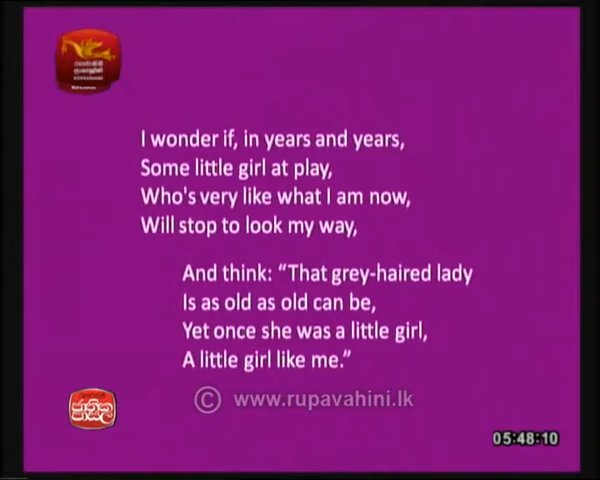 I wonder if, in years and years,
Some little girl at play,
Who's very like what I am now,
Will stop to look my way,
And think: “That grey-haired lady
Is as old as old can be,
Yet once she was a little girl,
A little girl like me.”
© www.rupavahini.lk
05:48:10